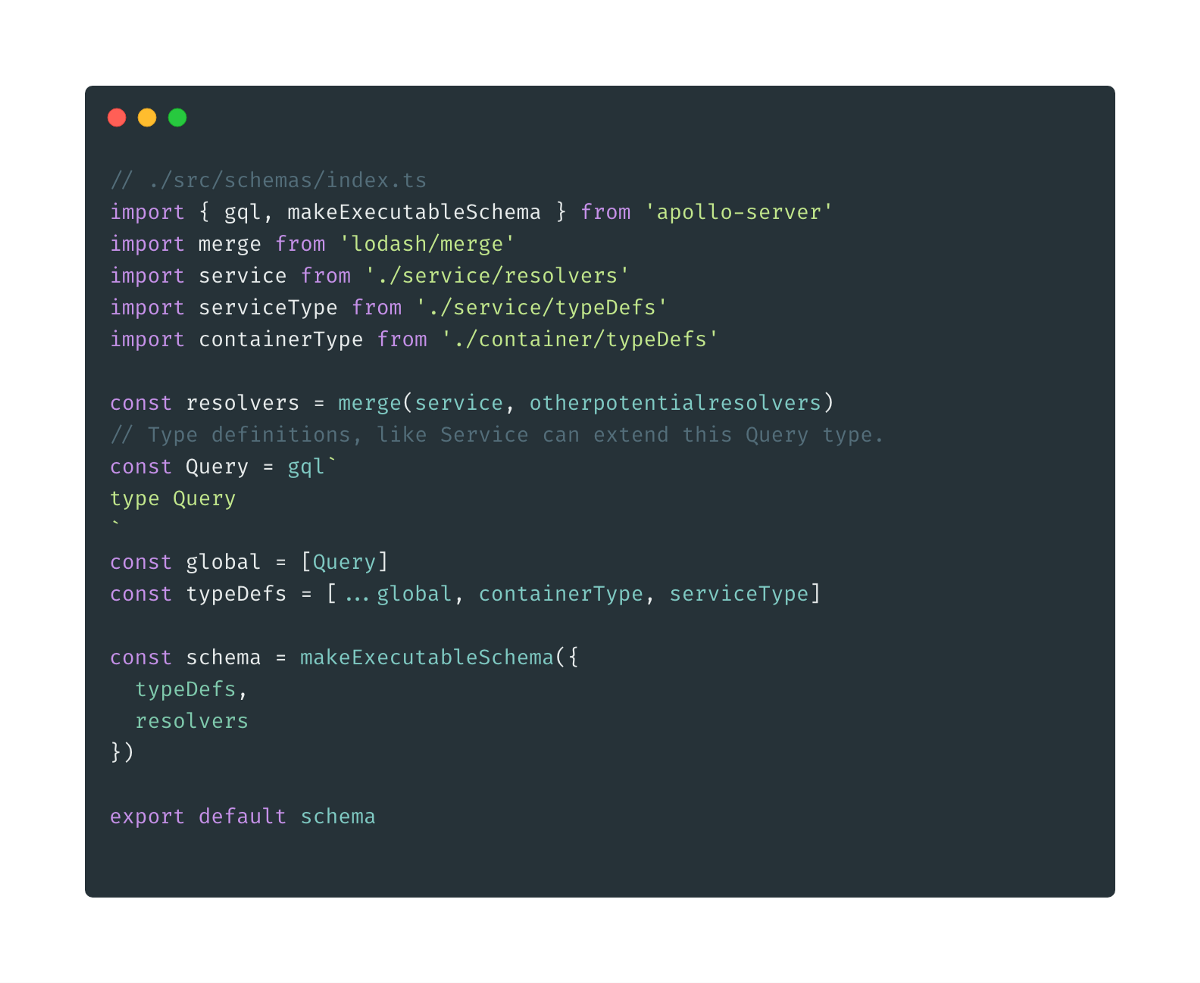 // ./src/schemas/index.ts
import { gql, makeExecutableSchema } from 'apollo-server'
import merge from 'lodash/merge'
import service from './service/resolvers'
import serviceType from './service/typeDefs'
import containerType from './container/typeDefs'

const resolvers = merge(service, otherpotentialresolvers)
// Type definitions, like Service can extend this Query type.
const Query = gql`
type Query
`
const global = [Query]
const typeDefs = [...global, containerType, serviceType]

const schema = makeExecutableSchema({
  typeDefs,
  resolvers
})

export default schema